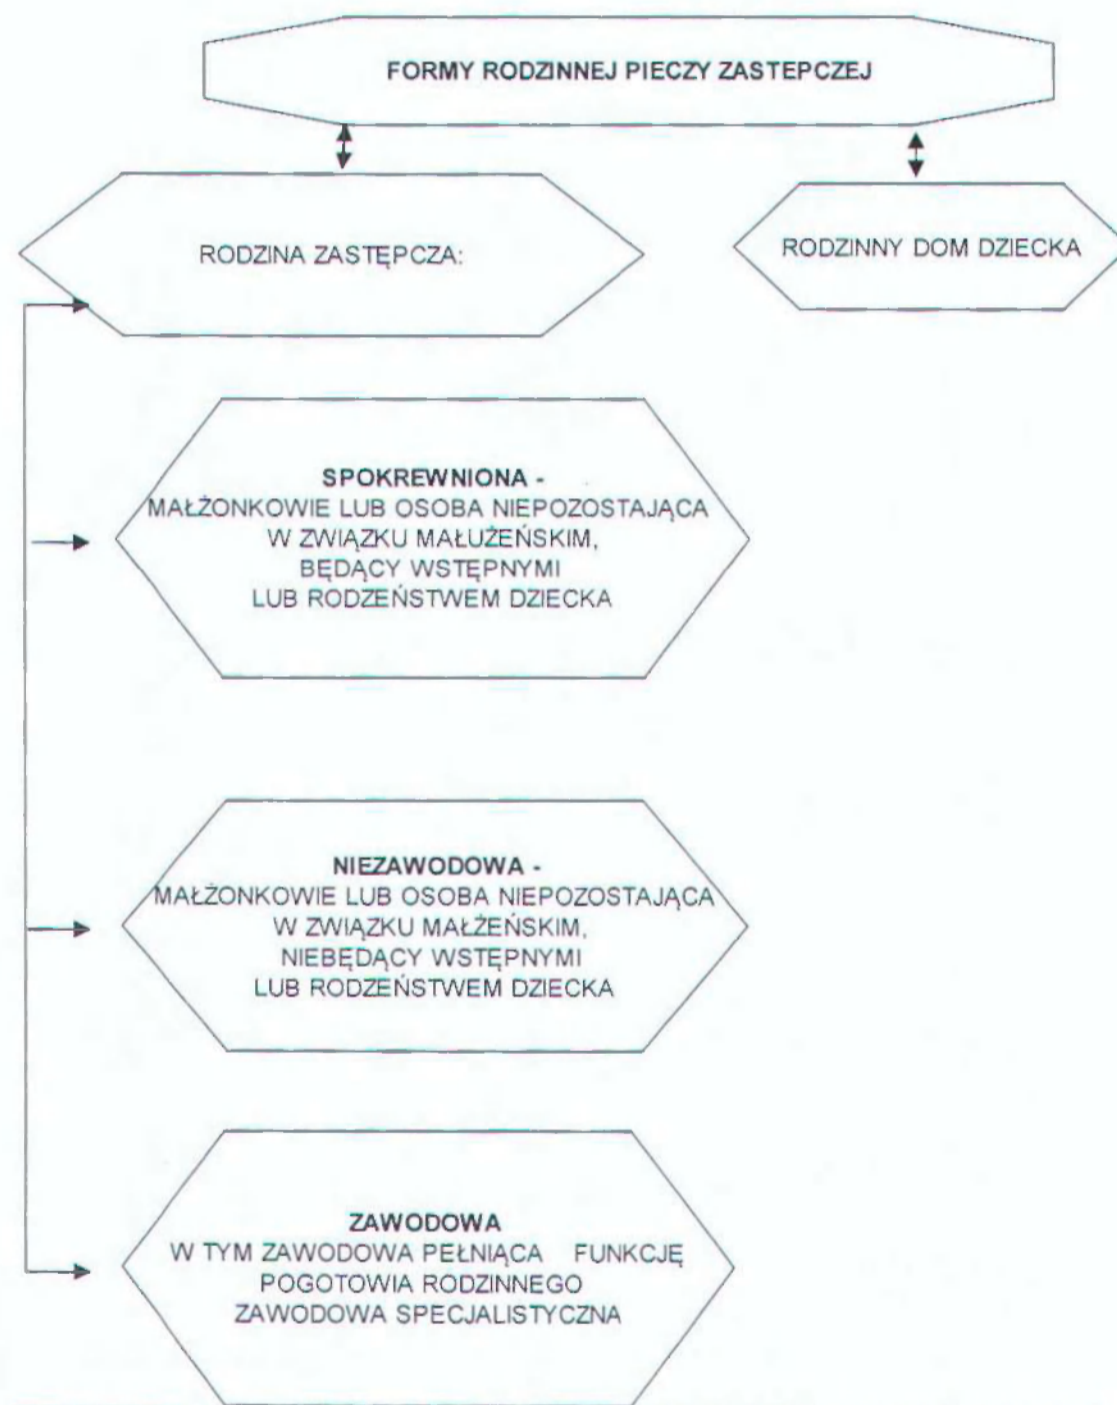 FORMY RODZINNEJ PIECZY ZASTEPCZEJ
RODZINA ZASTĘPCZA:
RODZINNY DOM DZIECKA
SPOKREWNIONA -
MAŁŻONKOWIE LUB OSOBA NIEPOZOSTAJĄCA
W ZWIĄZKU MAŁUŻEŃSKIM,
BĘDĄCY WSTĘPNYMI
LUB RODZEŃSTWEM DZIECKA
NIEZAWODOWA -
MAŁŻONKOWIE LUB OSOBA NIEPOZOSTAJĄCA
W ZWIĄZKU MAŁŻEŃSKIM,
NIEBĘDĄCY WSTĘPNYMI
LUB RODZEŃSTWEM DZIECKA
ZAWODOWA
W TYM ZAWODOWA PEŁNIĄCA FUNKCJĘ
POGOTOWIA RODZINNEGO
ZAWODOWA SPECJALISTYCZNA